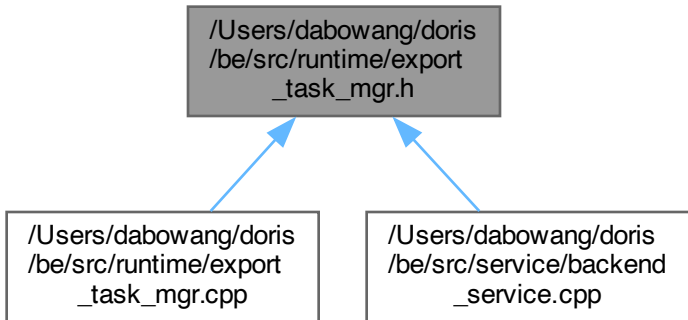 /Users/dabowang/doris
/be/src/runtime/export
_task_mgr.h
/Users/dabowang/doris
/be/src/runtime/export
_task_mgr.cpp
/Users/dabowang/doris
/be/src/service/backend
_service.cpp